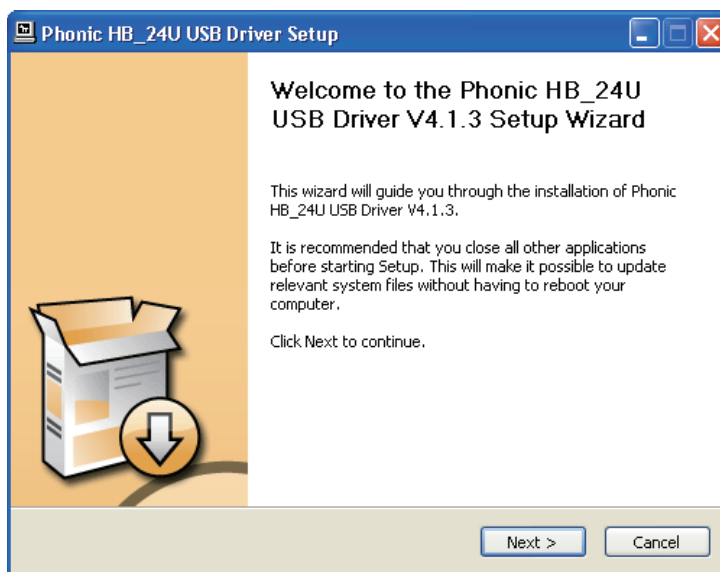 Phonic HB_24U USB Driver Setup
Welcome to the Phonic HB_24U
USB Driver V4.1.3 Setup Wizard
This wizard will guide you through the installation of Phonic
HB_24U USB Driver V4.1.3.
It is recommended that you close all other applications
before starting Setup. This will make it possible to update
relevant system files without having to reboot your
computer.
Click Next to continue.
Next >
Cancel